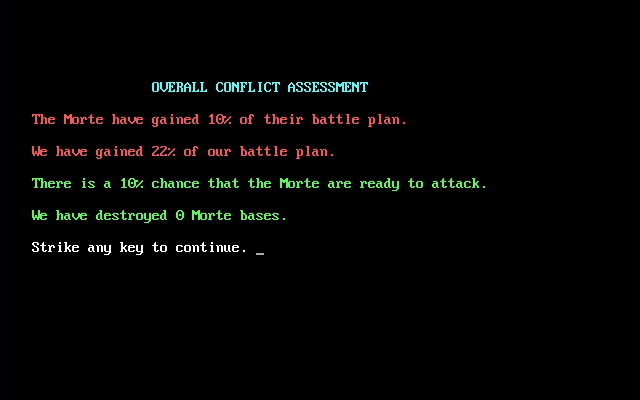 OVERALL CONFLICT ASSESSMENT
The Morte have gained 10% of their battle plan.
We have gained 22% of our battle plan.
There is a 10% chance that the Morte are ready to attack.
We have destroyed 0 Morte bases.
Strike any key to continue. _